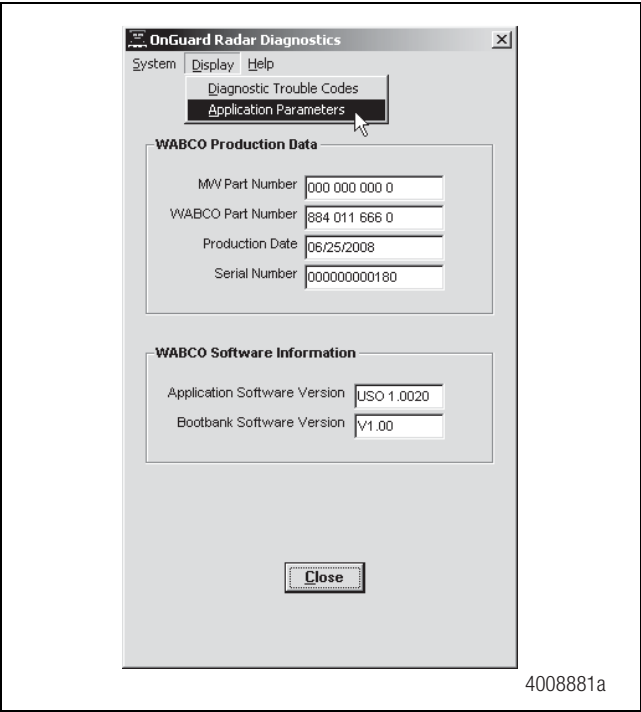 OnGuard Radar Diagnostics
System Display Help
Diagnostic Trouble Codes
Application Parameters
WABCO Production Data
MW Part Number 000 000 000 0
WABCO Part Number 884 011 666 0
Production Date 06/25/2008
Serial Number 000000000180
WABCO Software Information
Application Software Version USO 1.0020
Bootbank Software Version V1.00
Close
4008881a